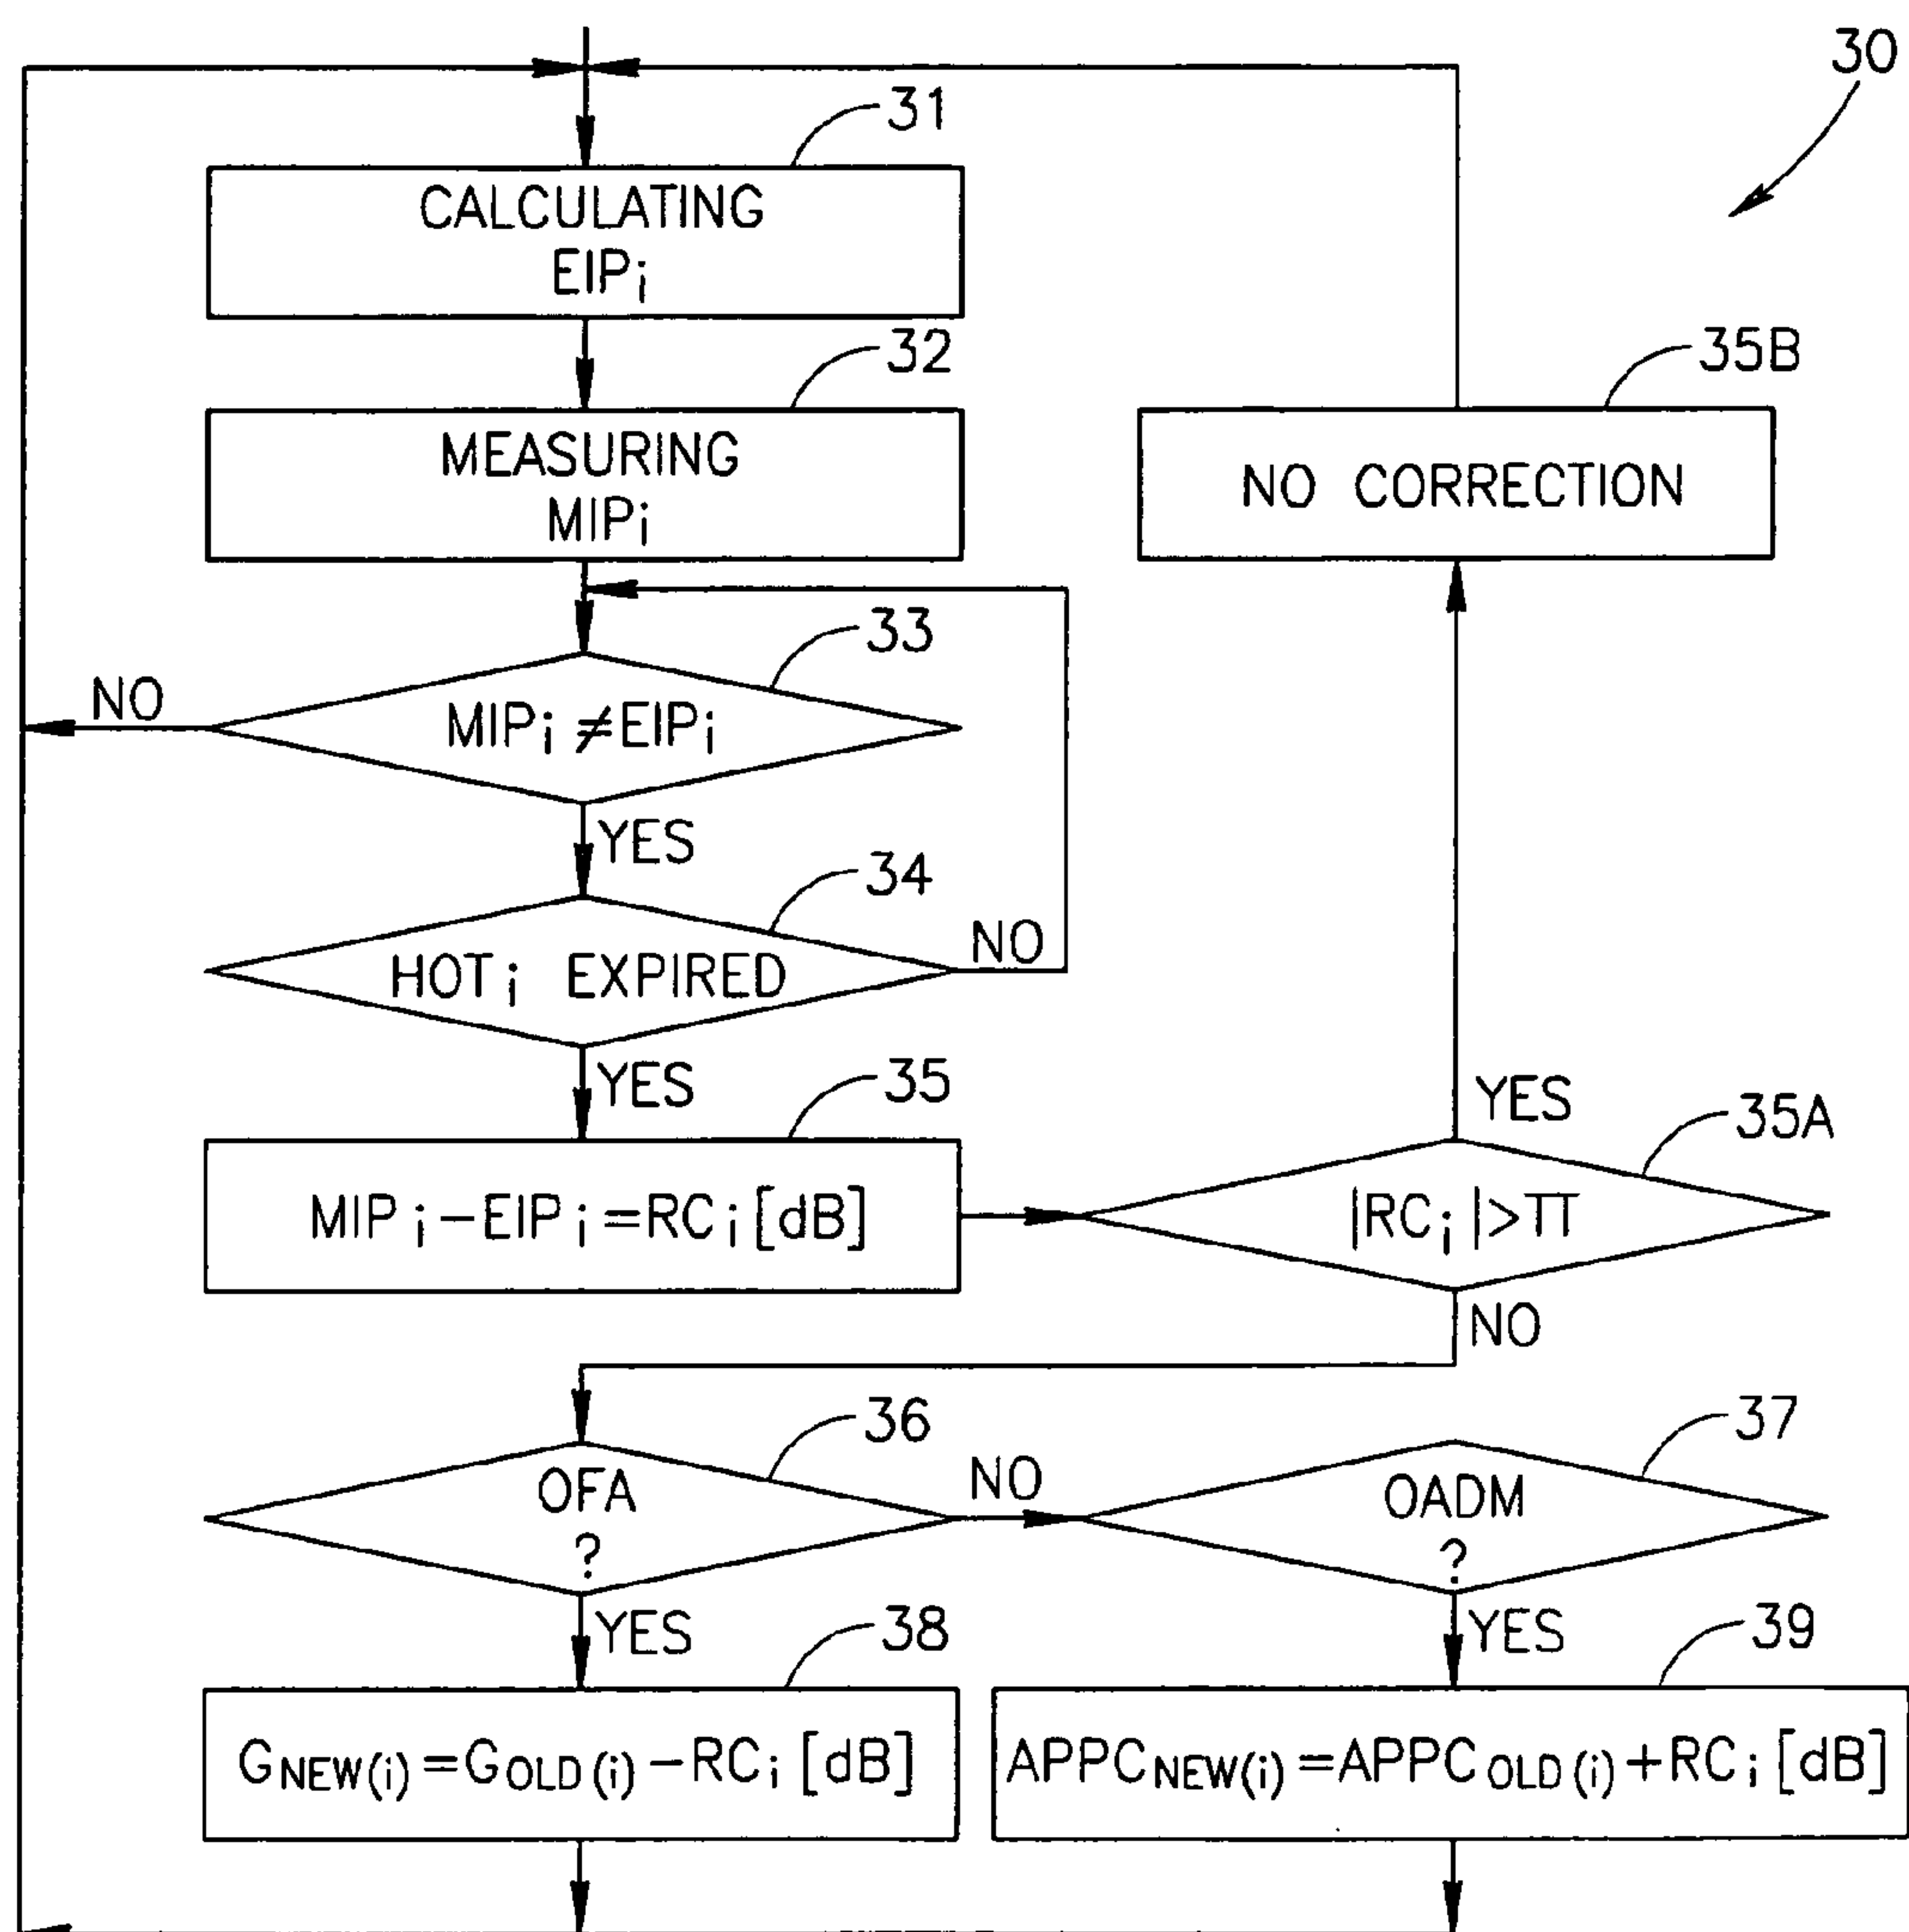 30
31
CALCULATING
EIPi
32
MEASURING
MIPi
35B
NO CORRECTION
33
NO
MIPi ≠EIPi
YES
34
HOTi EXPIRED
NO
YES
35
MIPi−EIPi=RCi[dB]
YES
35A
|RCi|>TT
NO
36
OFA
?
NO
37
OADM
?
YES
38
GNEW(i)=GOLD(i)−RCi[dB]
YES
39
APPCNEW(i)=APPCOLD(i)+RCi[dB]